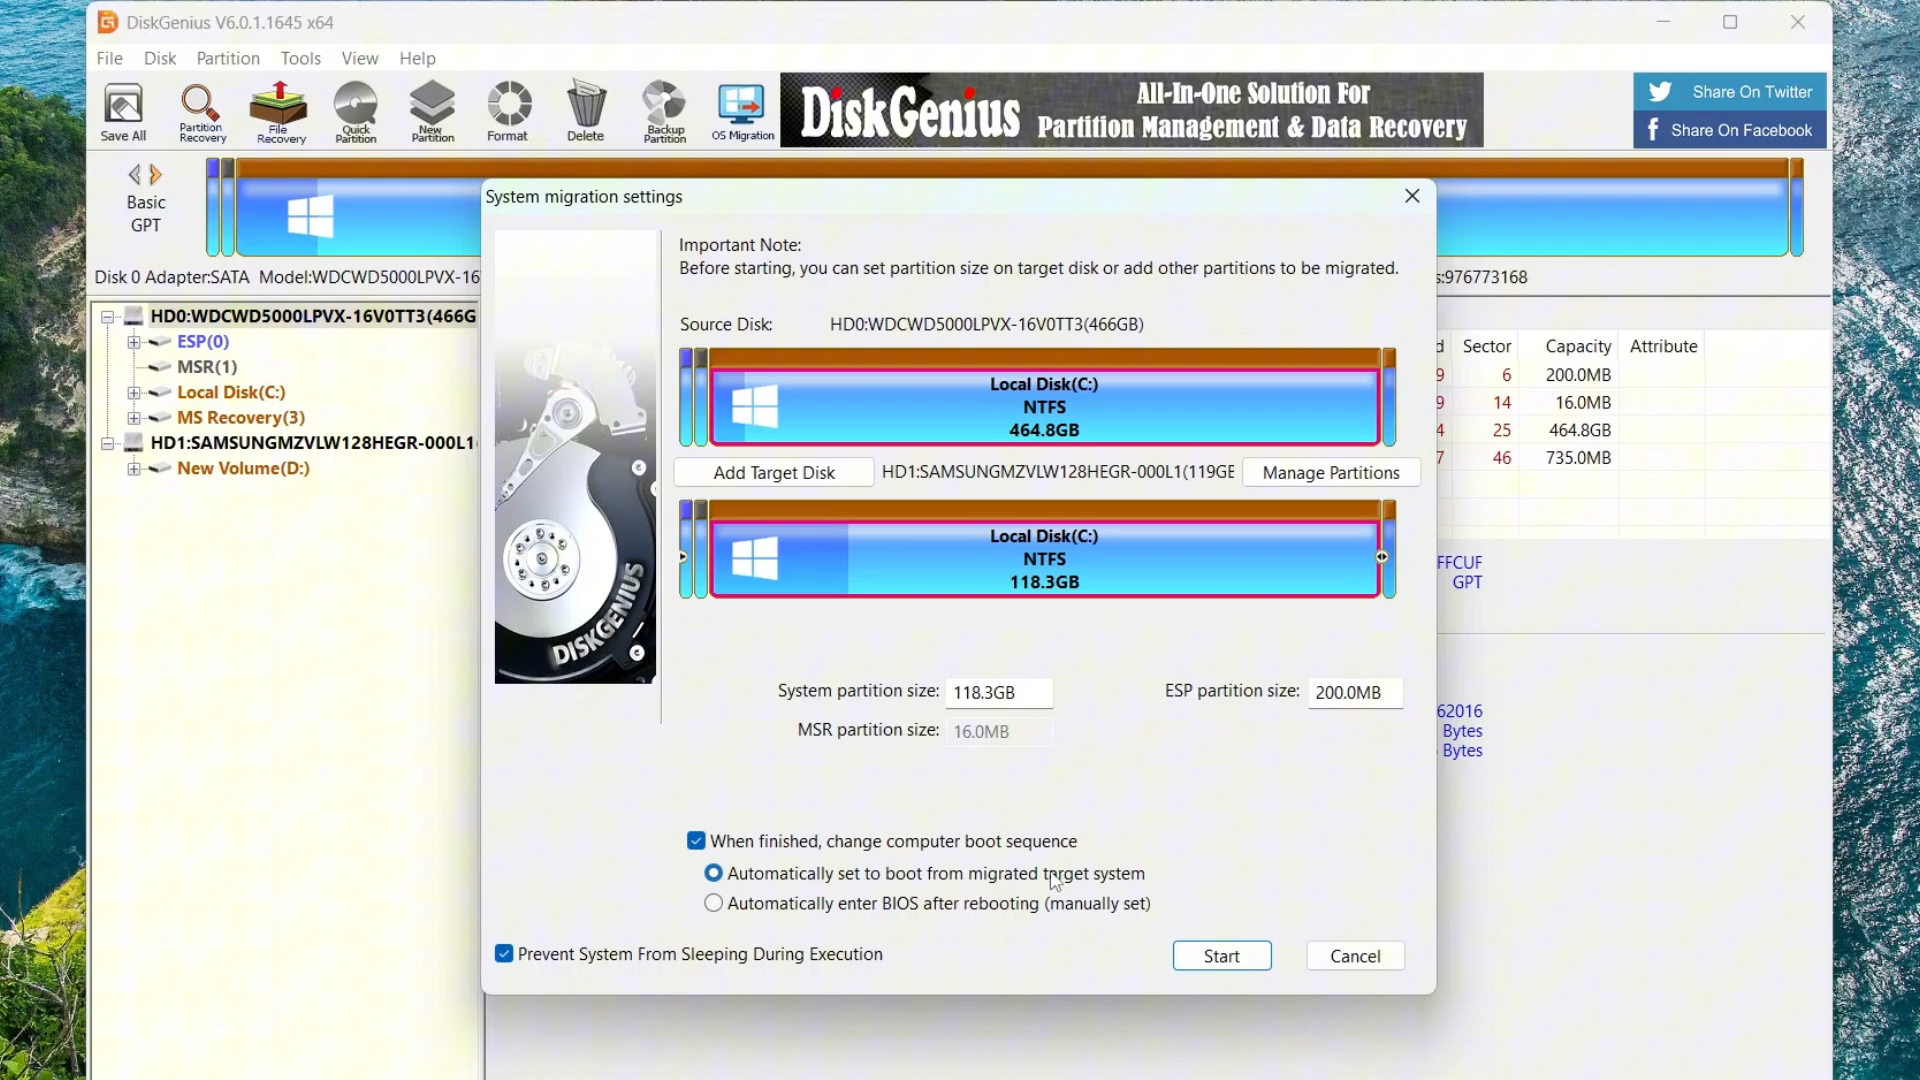 DiskGenius V6.0.1.1645 x64
File Disk Partition Tools View Help
Save All
Partition Recovery
File Recovery
Quick Partition
New Partition
Format
Delete
Backup Partition
OS Migration
DiskGenius
All-In-One Solution For
Partition Management & Data Recovery
Share On Twitter
Share On Facebook
Basic
GPT
Disk 0 Adapter:SATA Model:WDCWD5000LPVX-16
s:976773168
HD0:WDCWD5000LPVX-16V0TT3(466G
ESP(0)
MSR(1)
Local Disk(C:)
MS Recovery(3)
HD1:SAMSUNGMZVLW128HEGR-000L1(
New Volume(D:)
System migration settings
Important Note:
Before starting, you can set partition size on target disk or add other partitions to be migrated.
Source Disk: HD0:WDCWD5000LPVX-16V0TT3(466GB)
Local Disk(C:)
NTFS
464.8GB
Add Target Disk HD1:SAMSUNGMZVLW128HEGR-000L1(119GB Manage Partitions
Local Disk(C:)
NTFS
118.3GB
DISKGENIUS
System partition size: 118.3GB ESP partition size: 200.0MB
MSR partition size: 16.0MB
When finished, change computer boot sequence
Automatically set to boot from migrated target system
Automatically enter BIOS after rebooting (manually set)
Prevent System From Sleeping During Execution
Start Cancel
d Sector Capacity Attribute
9 6 200.0MB
9 14 16.0MB
4 25 464.8GB
7 46 735.0MB
FFCUF
GPT
62016
Bytes
Bytes